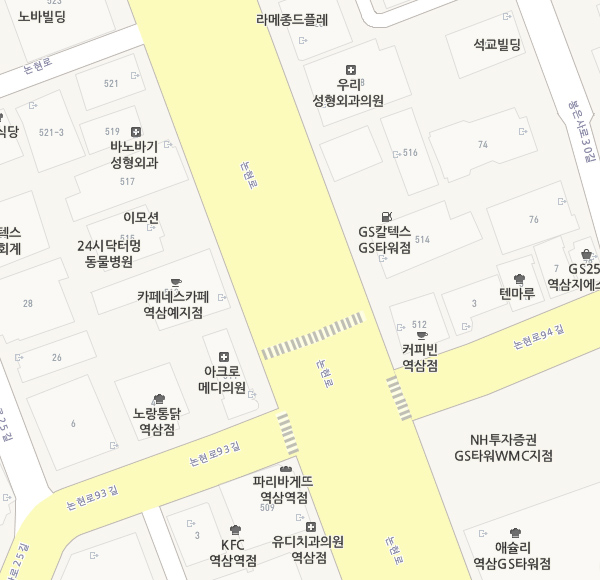 523
노바빌딩
라메종드플레
석교빌딩
논현로
521
우리
성형외과의원
봉은사로30길
식당
521-3
519
바노바기
성형외과
516
74
논현로
517
이모션
76
텍스
회계
24시닥터멍
동물병원
GS칼텍스
GS타워점
514
GS25
역삼지에스
7
텐마루
카페네스카페
역삼예지점
28
3
512
커피빈
역삼점
논현로94길
26
아크로
메디의원
논현로
노랑통닭
역삼점
6
NH투자증권
GS타워WMC지점
논현로93길
논현로93길
파리바게뜨
역삼역점
509
3
KFC
역삼역점
유디치과의원
역삼점
논현로
애슐리
역삼GS타워점